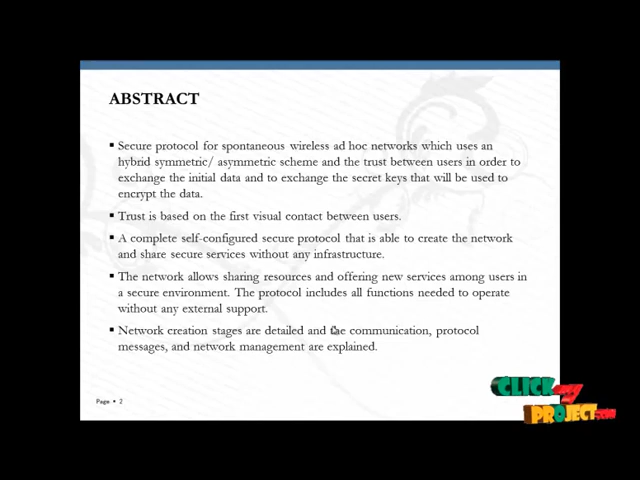 ABSTRACT
▪ Secure protocol for spontaneous wireless ad hoc networks which uses an
hybrid symmetric/ asymmetric scheme and the trust between users in order to
exchange the initial data and to exchange the secret keys that will be used to
encrypt the data.
▪ Trust is based on the first visual contact between users.
▪ A complete self-configured secure protocol that is able to create the network
and share secure services without any infrastructure.
▪ The network allows sharing resources and offering new services among users in
a secure environment. The protocol includes all functions needed to operate
without any external support.
▪ Network creation stages are detailed and the communication, protocol
messages, and network management are explained.
Page ▪ 2
CLICK my
PROJECT.com